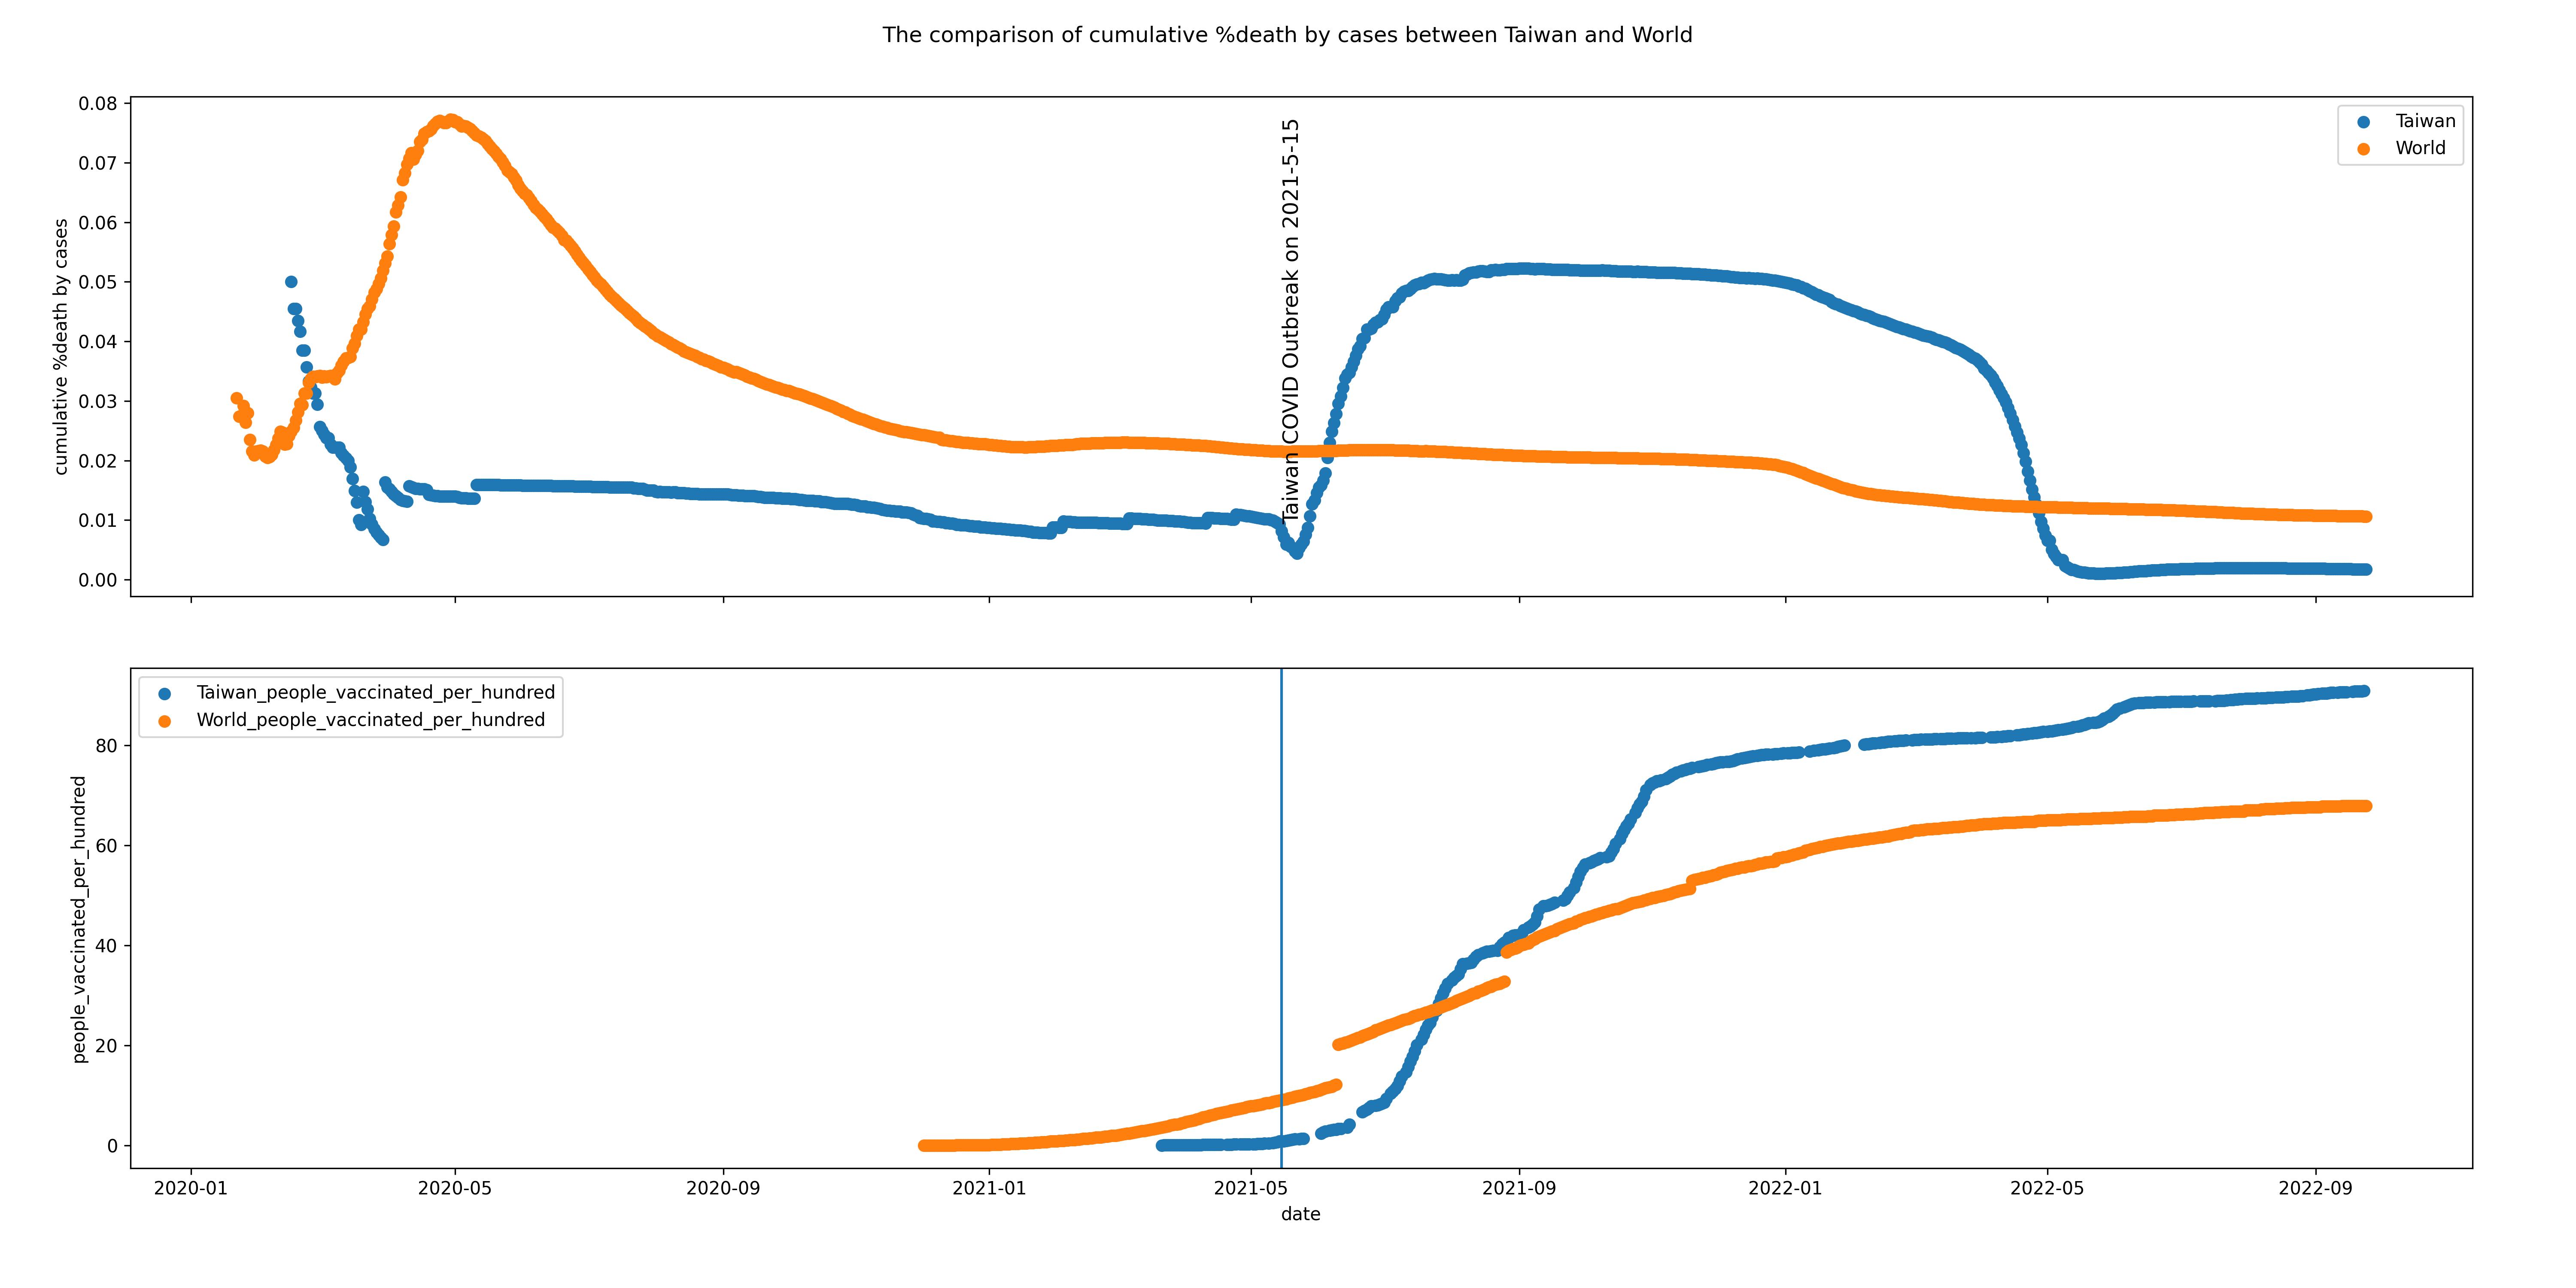 The comparison of cumulative %death by cases between Taiwan and World
cumulative %death by cases
0.08
0.07
0.06
0.05
0.04
0.03
0.02
0.01
0.00
Taiwan COVID Outbreak on 2021-5-15
Taiwan
World
people_vaccinated_per_hundred
80
60
40
20
0
Taiwan_people_vaccinated_per_hundred
World_people_vaccinated_per_hundred
2020-01 2020-05 2020-09 2021-01 2021-05 2021-09 2022-01 2022-05 2022-09
date